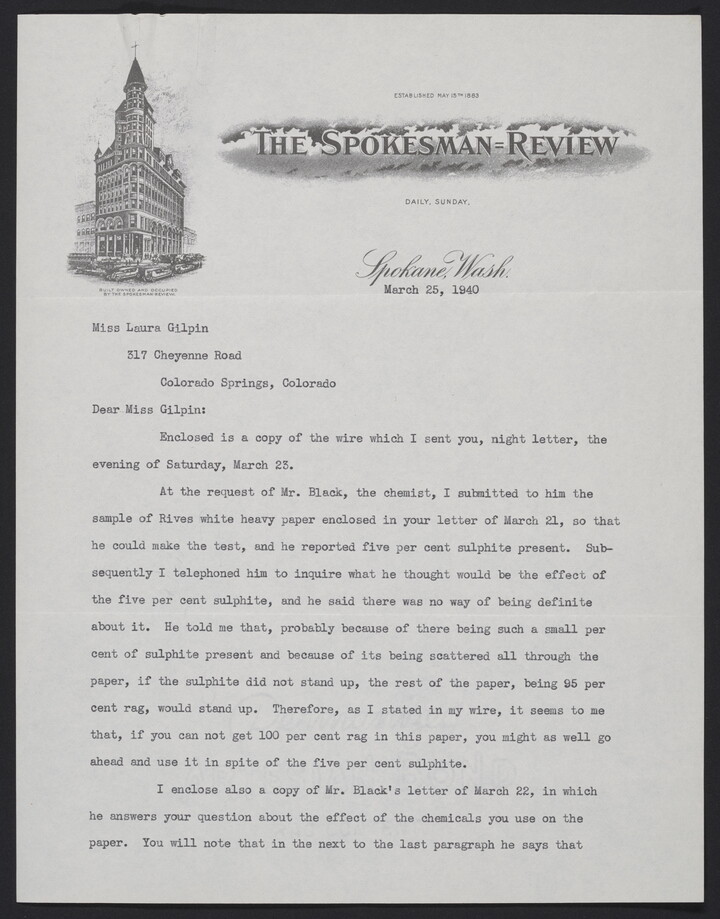 ESTABLISHED MAY 15TH 1883
THE SPOKESMAN=REVIEW
DAILY, SUNDAY,
Spokane, Wash.
BUILT-OWNED AND OCCUPIED
BY THE SPOKESMAN-REVIEW.
March 25, 1940
Miss Laura Gilpin
317 Cheyenne Road
Colorado Springs, Colorado
Dear Miss Gilpin:
Enclosed is a copy of the wire which I sent you, night letter, the
evening of Saturday, March 23.
At the request of Mr. Black, the chemist, I submitted to him the
sample of Rives white heavy paper enclosed in your letter of March 21, so that
he could make the test, and he reported five per cent sulphite present. Sub-
sequently I telephoned him to inquire what he thought would be the effect of
the five per cent sulphite, and he said there was no way of being definite
about it. He told me that, probably because of there being such a small per
cent of sulphite present and because of its being scattered all through the
paper, if the sulphite did not stand up, the rest of the paper, being 95 per
cent rag, would stand up. Therefore, as I stated in my wire, it seems to me
that, if you can not get 100 per cent rag in this paper, you might as well go
ahead and use it in spite of the five per cent sulphite.
I enclose also a copy of Mr. Black's letter of March 22, in which
he answers your question about the effect of the chemicals you use on the
paper. You will note that in the next to the last paragraph he says that